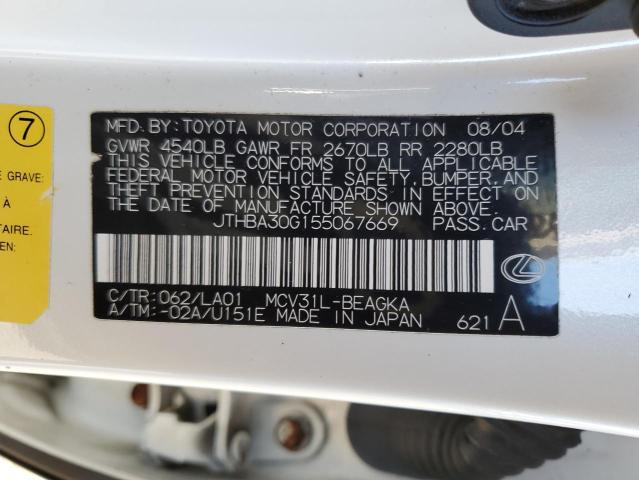 MFD. BY: TOYOTA MOTOR CORPORATION 08/04
GVWR 4540LB GAWR FR 2670LB RR 2280LB
THIS VEHICLE CONFORMS TO ALL APPLICABLE
FEDERAL MOTOR VEHICLE SAFETY, BUMPER, AND
THEFT PREVENTION STANDARDS IN EFFECT ON
THE DATE OF MANUFACTURE SHOWN ABOVE.
JTHBA30G155067669 PASS. CAR
C/TR: 062/LA01 MCV31L-BEAGKA
A/TM: -02A/U151E MADE IN JAPAN 621 A
7
E GRAVE:
À
TAIRE.
EN: